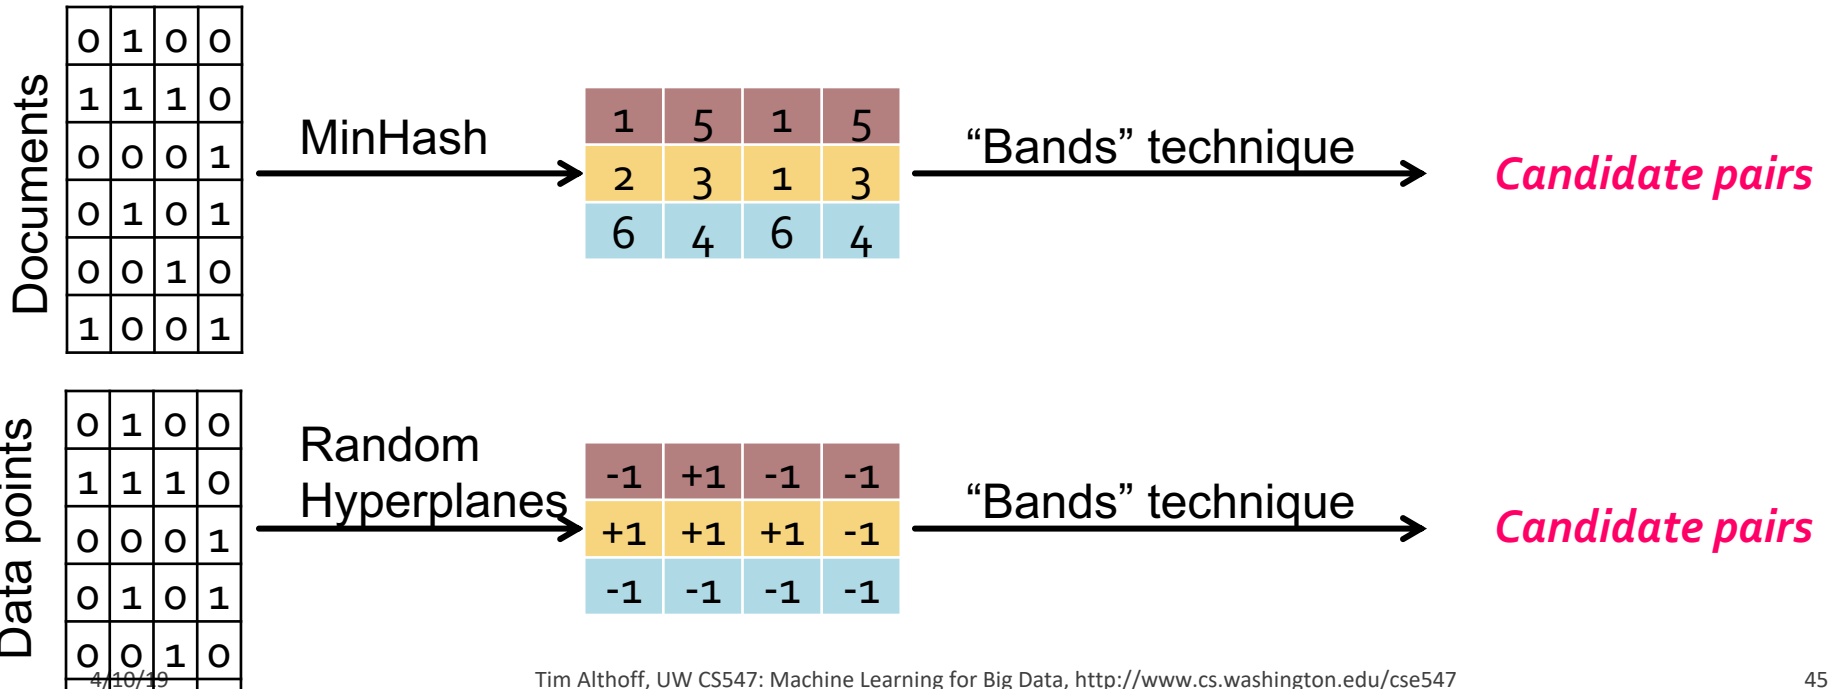 Documents
0 1 0 0
1 1 1 0
0 0 0 1
0 1 0 1
0 0 1 0
1 0 0 1
MinHash
1 5 1 5
2 3 1 3
6 4 6 4
“Bands” technique
Candidate pairs
Data points
0 1 0 0
1 1 1 0
0 0 0 1
0 1 0 1
0 0 1 0
Random
Hyperplanes
-1 +1 -1 -1
+1 +1 +1 -1
-1 -1 -1 -1
“Bands” technique
Candidate pairs
4/10/19
Tim Althoff, UW CS547: Machine Learning for Big Data, http://www.cs.washington.edu/cse547
45